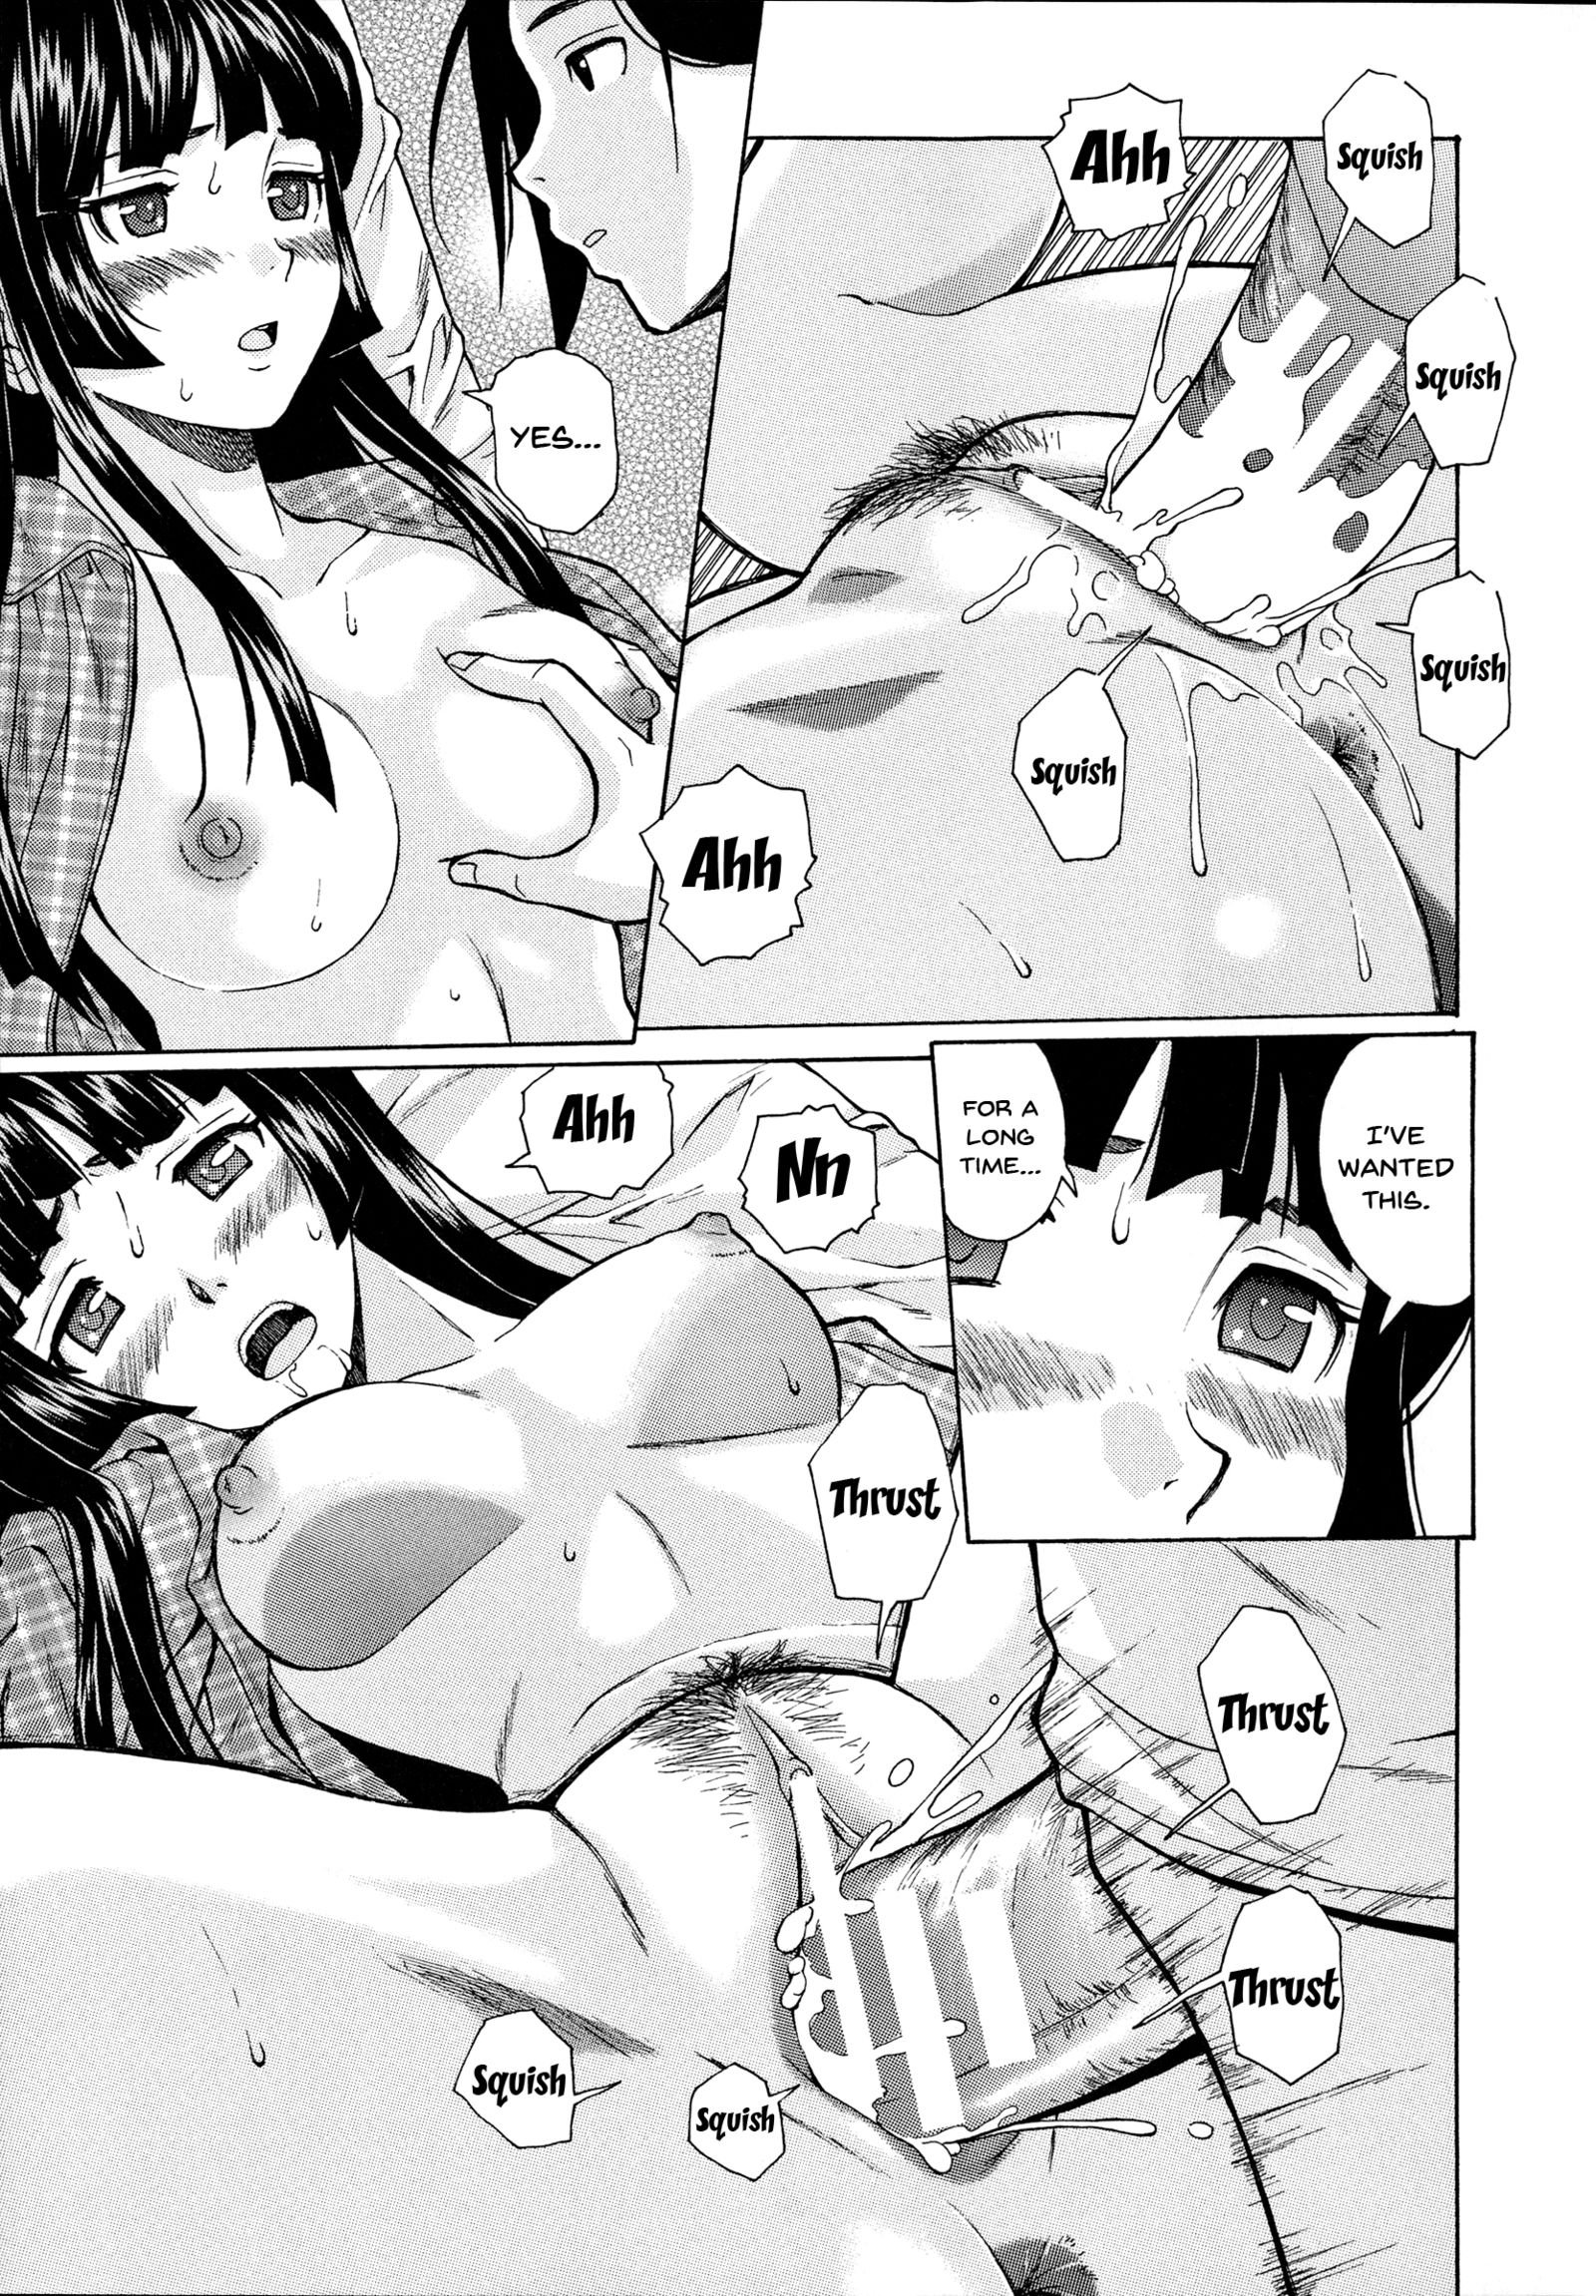 Squish
Ahh
Squish
Squish
Squish
Ahh
YES...
I'VE
WANTED
THIS.
FOR A
LONG
TIME...
Nn
Ahh
Thrust
Thrust
Thrust
Squish
Squish